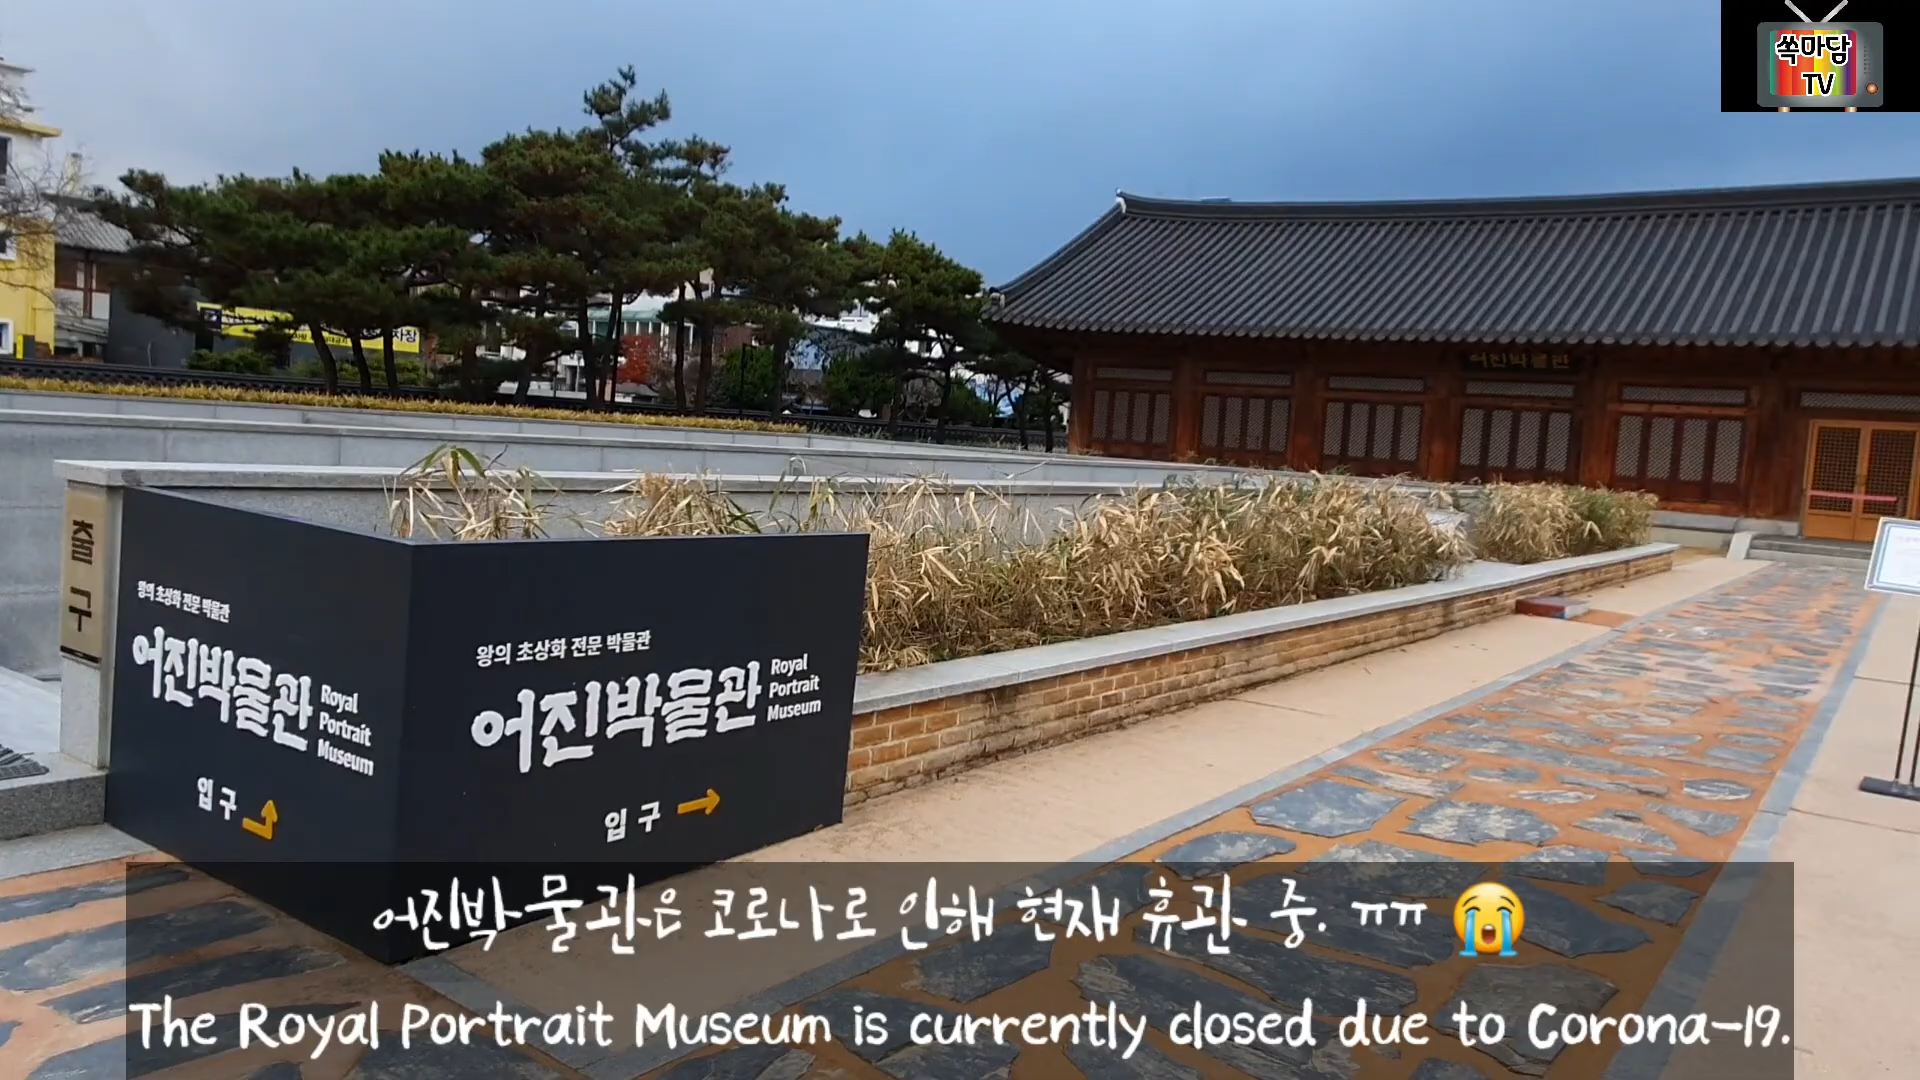 쏙마담
TV
어진박물관
출구
왕의 초상화 전문 박물관
어진박물관
Royal
Portrait
Museum
입구
왕의 초상화 전문 박물관
어진박물관
Royal
Portrait
Museum
입구
어진박물관은 코로나로 인해 현재 휴관 중. ㅠㅠ 😭
The Royal Portrait Museum is currently closed due to Corona-19.